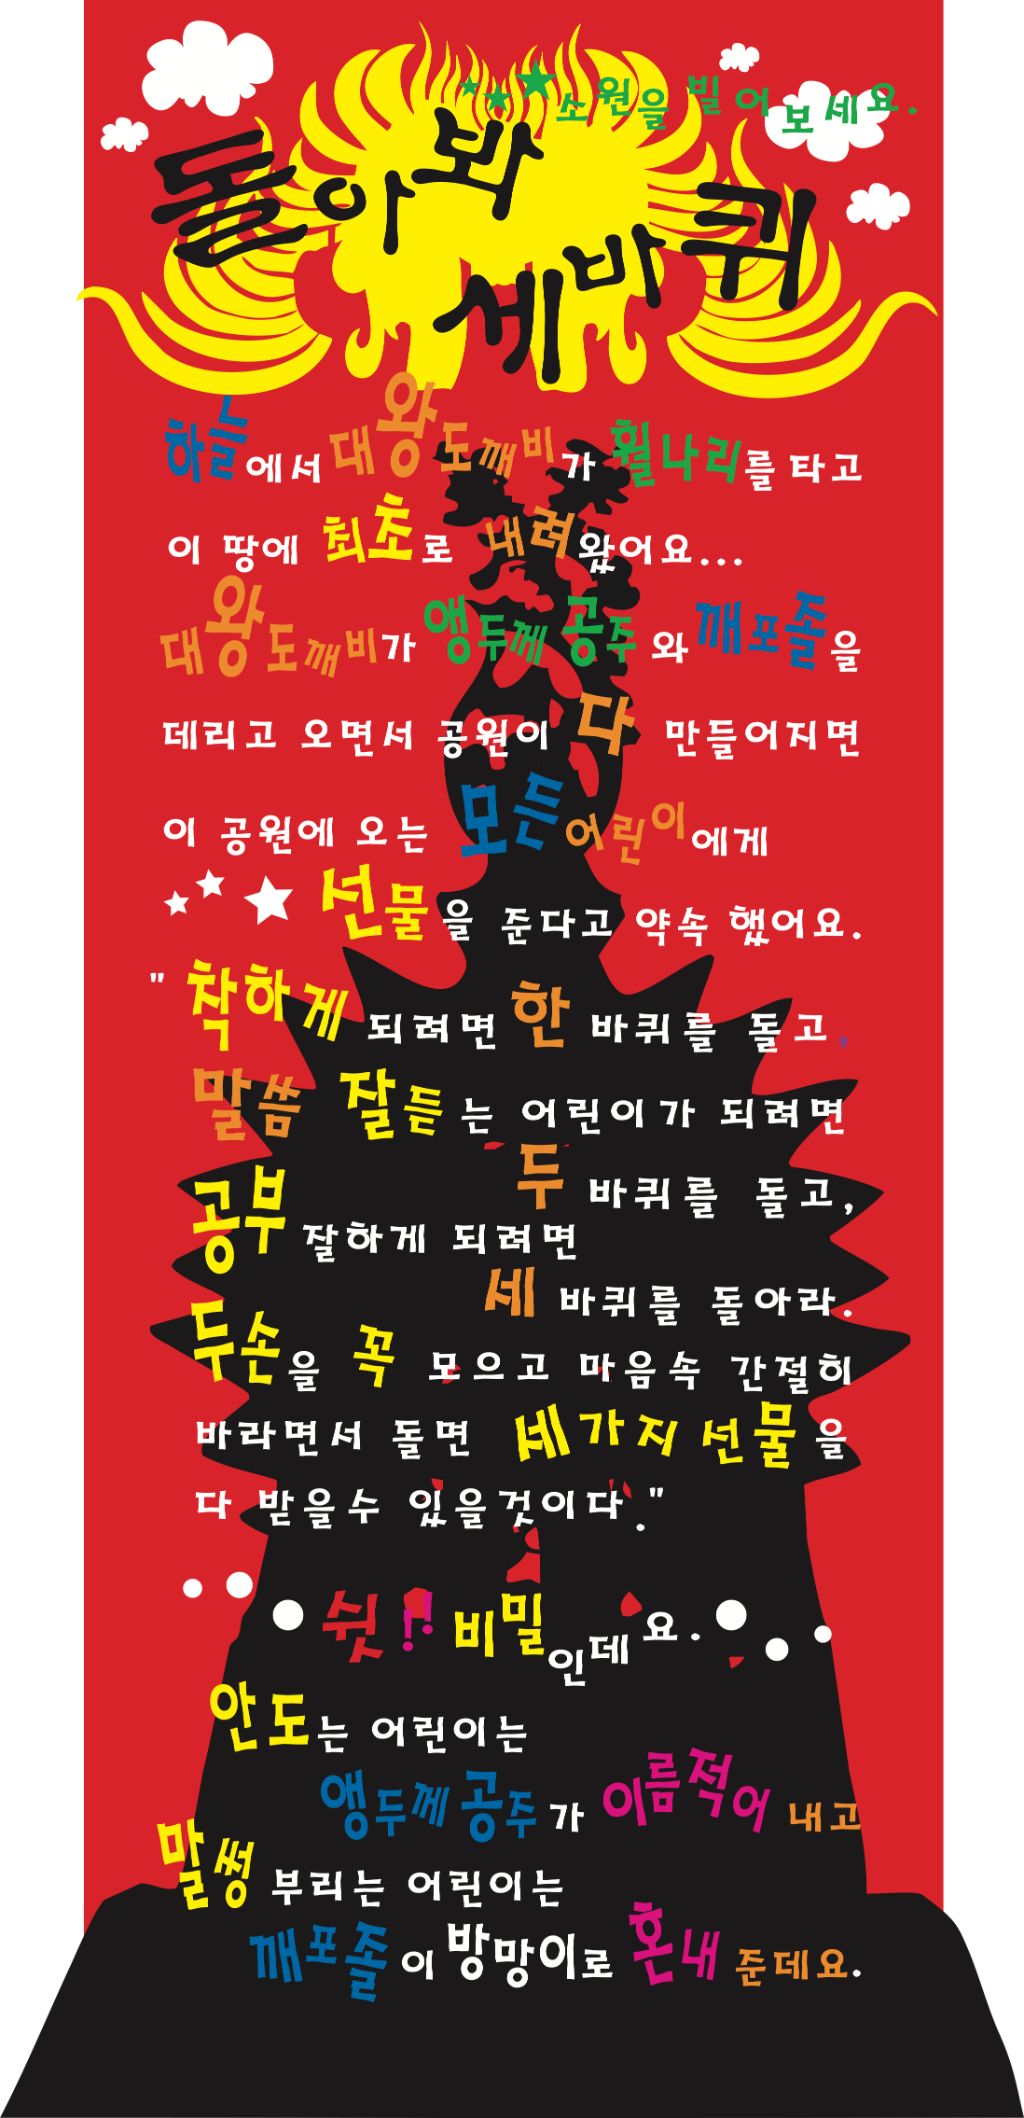 소원을 빌어보세요.
돌아봐
세바퀴
하늘에서 대왕도깨비가 훨나리를 타고
이 땅에 최초로 내려왔어요...
대왕도깨비가 앵두께 공주와 깨포졸을
데리고 오면서 공원이 다 만들어지면
이 공원에 오는 모든어린이에게
선물을 준다고 약속 했어요.
" 착하게 되려면 한 바퀴를 돌고,
말씀 잘듣는 어린이가 되려면
두 바퀴를 돌고,
공부잘하게 되려면
세 바퀴를 돌아라.
두손을 꼭 모으고 마음속 간절히
바라면서 돌면 세가지 선물을
다 받을수 있을것이다."
쉿!! 비밀인데요.
안도는 어린이는
앵두께 공주가 이름적어 내고
말썽부리는 어린이는
깨포졸이 방망이로 혼내 준데요.